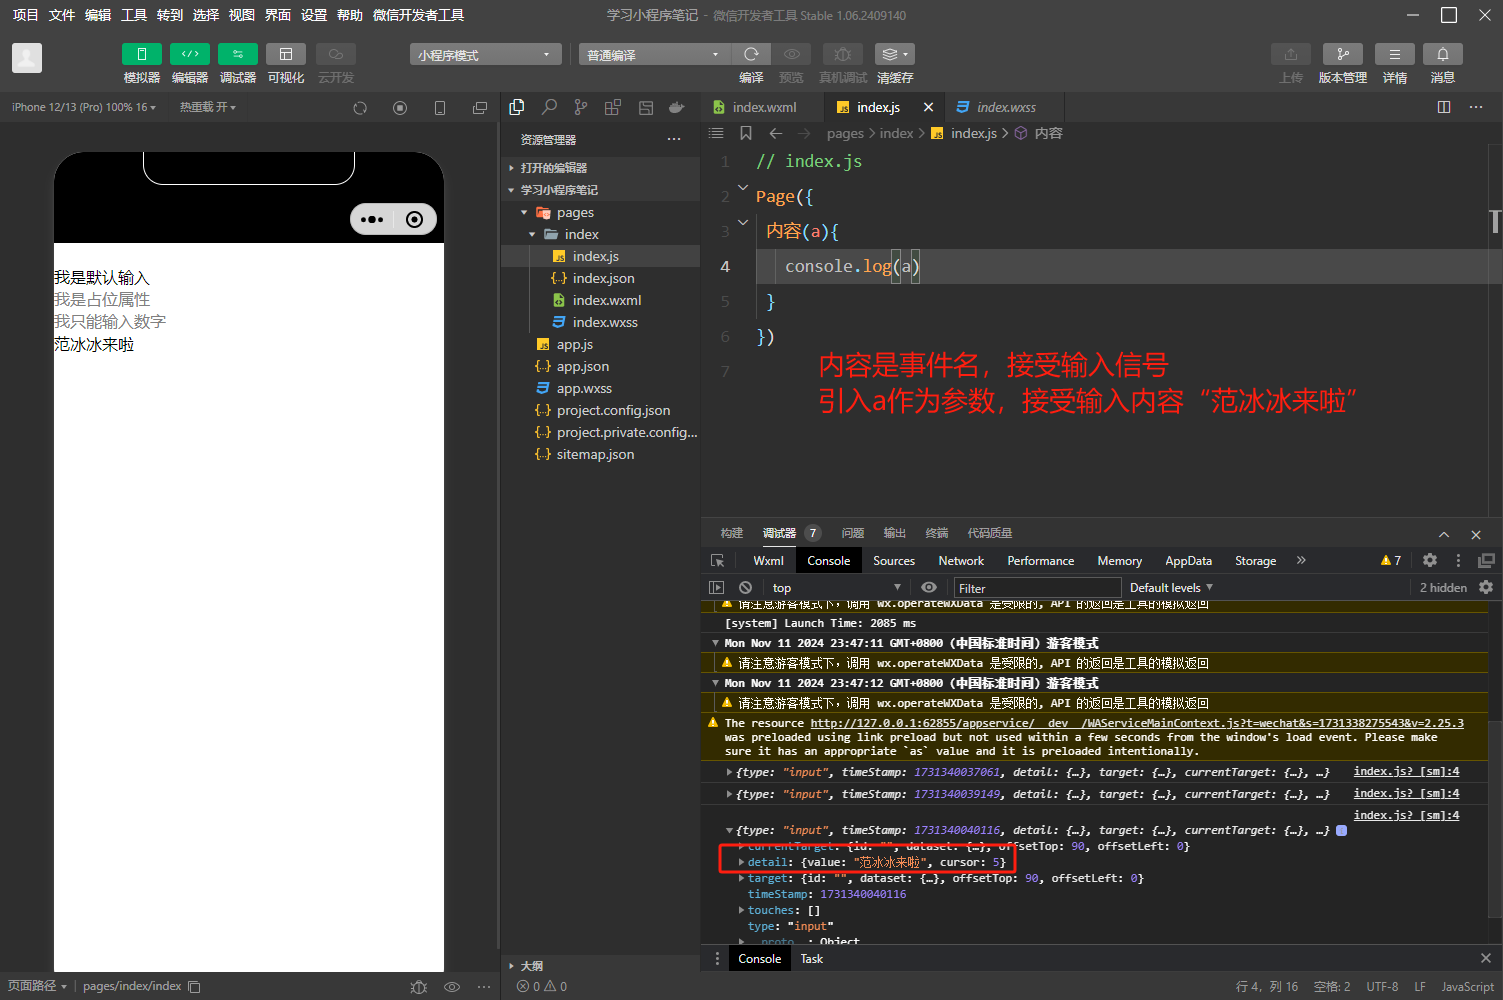 项目 文件 编辑 工具 转到 选择 视图 界面 设置 帮助 微信开发者工具
学习小程序笔记 - 微信开发者工具 Stable 1.06.2409140
小程序模式
普通编译
模拟器 编辑器 调试器 可视化 云开发
编译 预览 真机调试 清缓存
上传 版本管理 详情 消息
iPhone 12/13 (Pro) 100% 16
热重载 开
我是默认输入
我是占位属性
我只能输入数字
范冰冰来啦
页面路径
pages/index/index
资源管理器
打开的编辑器
学习小程序笔记
pages
index
index.js
index.json
index.wxml
index.wxss
app.js
app.json
app.wxss
project.config.json
project.private.config...
sitemap.json
大纲
0 0
index.wxml
index.js
index.wxss
pages > index > index.js > 内容
1 // index.js
2 Page({
3 内容(a){
4 console.log(a)
5 }
6 })
7
内容是事件名，接受输入信号
引入a作为参数，接受输入内容“范冰冰来啦”
构建 调试器 7 问题 输出 终端 代码质量
Wxml Console Sources Network Performance Memory AppData Storage » 7
top
Filter
Default levels
2 hidden
请注意游客模式下，调用 wx.operateWXData 是受限的, API 的返回是工具的模拟返回
[system] Launch Time: 2085 ms
Mon Nov 11 2024 23:47:11 GMT+0800 (中国标准时间) 游客模式
请注意游客模式下，调用 wx.operateWXData 是受限的, API 的返回是工具的模拟返回
Mon Nov 11 2024 23:47:12 GMT+0800 (中国标准时间) 游客模式
请注意游客模式下，调用 wx.operateWXData 是受限的, API 的返回是工具的模拟返回
The resource http://127.0.0.1:62855/appservice/__dev__/WAServiceMainContext.js?t=wechat&s=1731338275543&v=2.25.3
was preloaded using link preload but not used within a few seconds from the window's load event. Please make
sure it has an appropriate `as` value and it is preloaded intentionally.
{type: "input", timeStamp: 1731340037061, detail: {…}, target: {…}, currentTarget: {…}, …} index.js? [sm]:4
{type: "input", timeStamp: 1731340039149, detail: {…}, target: {…}, currentTarget: {…}, …} index.js? [sm]:4
index.js? [sm]:4
{type: "input", timeStamp: 1731340040116, detail: {…}, target: {…}, currentTarget: {…}, …}
currentTarget: {id: "", dataset: {…}, offsetTop: 90, offsetLeft: 0}
detail: {value: "范冰冰来啦", cursor: 5}
target: {id: "", dataset: {…}, offsetTop: 90, offsetLeft: 0}
timeStamp: 1731340040116
touches: []
type: "input"
__proto__: Object
Console Task
行 4，列 16 空格: 2 UTF-8 LF JavaScript